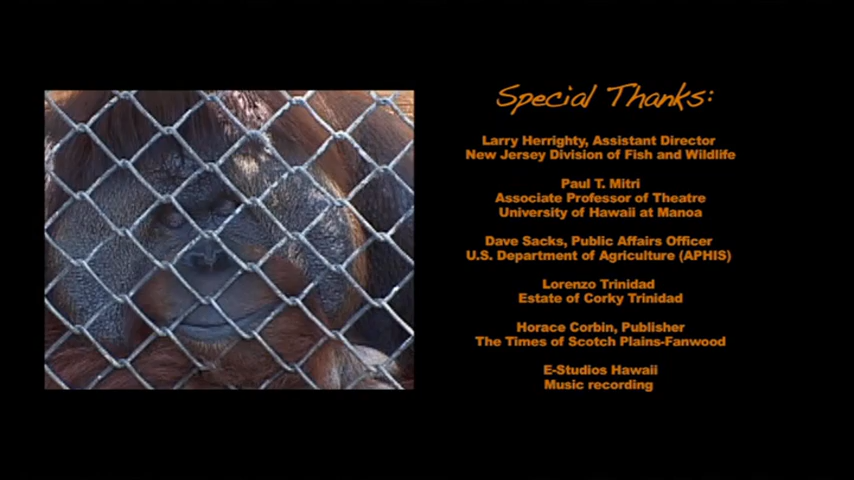 Special Thanks:
Larry Herrighty, Assistant Director
New Jersey Division of Fish and Wildlife
Paul T. Mitri
Associate Professor of Theatre
University of Hawaii at Manoa
Dave Sacks, Public Affairs Officer
U.S. Department of Agriculture (APHIS)
Lorenzo Trinidad
Estate of Corky Trinidad
Horace Corbin, Publisher
The Times of Scotch Plains-Fanwood
E-Studios Hawaii
Music recording